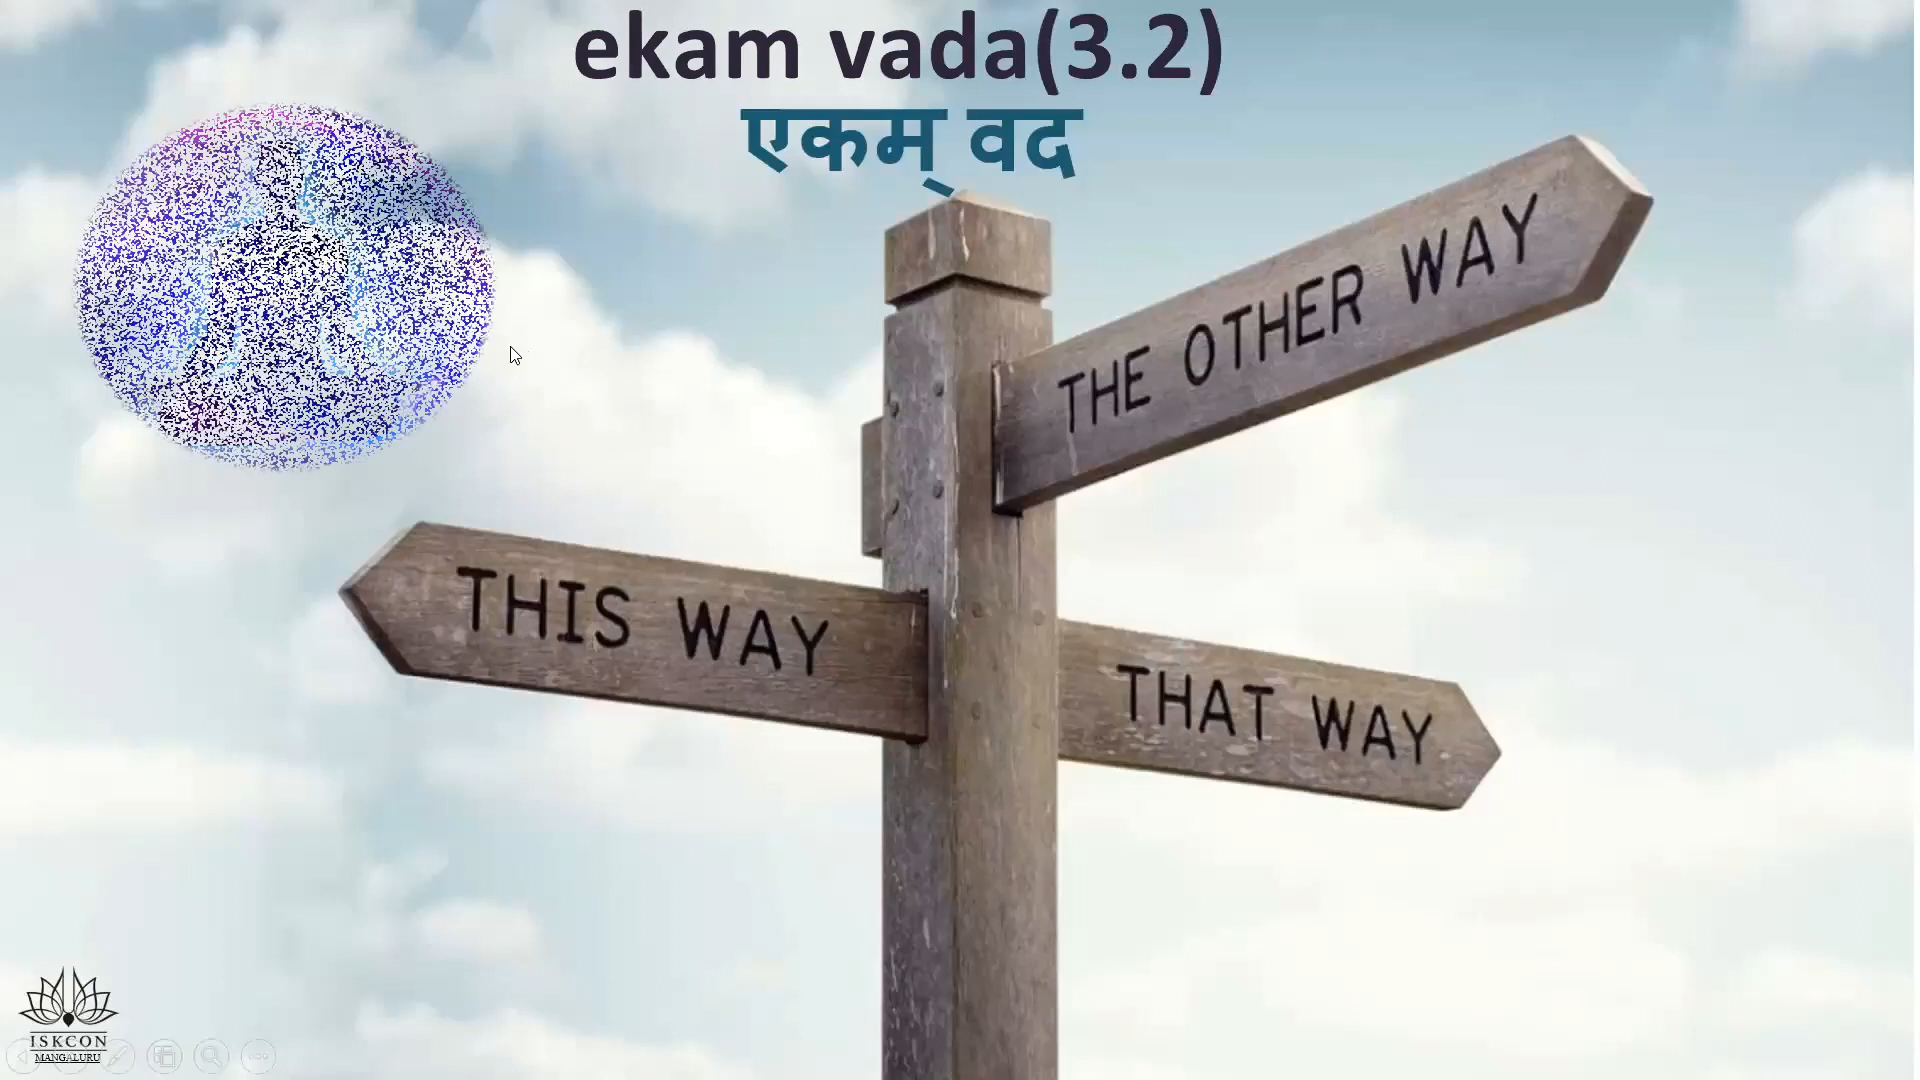 ekam vada(3.2)
एकम् वद
THE OTHER WAY
THIS WAY
THAT WAY
ISKCON
MANGALURU